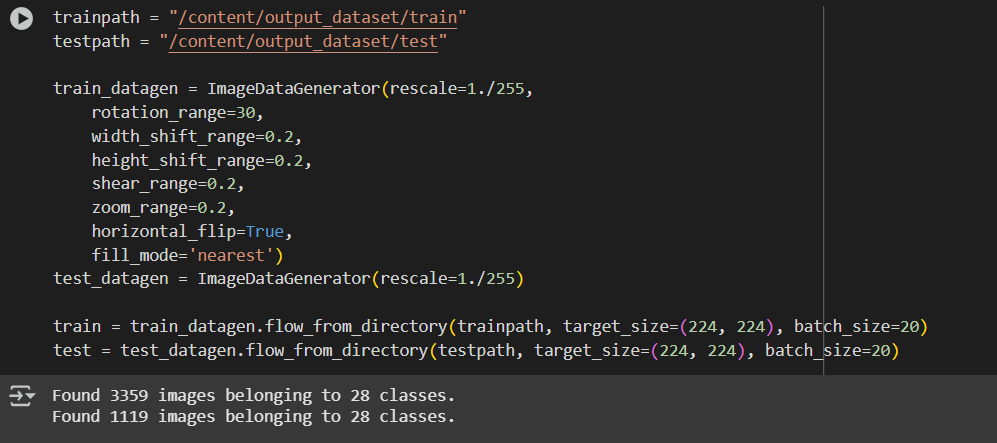 trainpath = "/content/output_dataset/train"
testpath = "/content/output_dataset/test"
train_datagen = ImageDataGenerator(rescale=1./255,
rotation_range=30,
width_shift_range=0.2,
height_shift_range=0.2,
shear_range=0.2,
zoom_range=0.2,
horizontal_flip=True,
fill_mode='nearest')
test_datagen = ImageDataGenerator(rescale=1./255)
train = train_datagen.flow_from_directory(trainpath, target_size=(224, 224), batch_size=20)
test = test_datagen.flow_from_directory(testpath, target_size=(224, 224), batch_size=20)
Found 3359 images belonging to 28 classes.
Found 1119 images belonging to 28 classes.